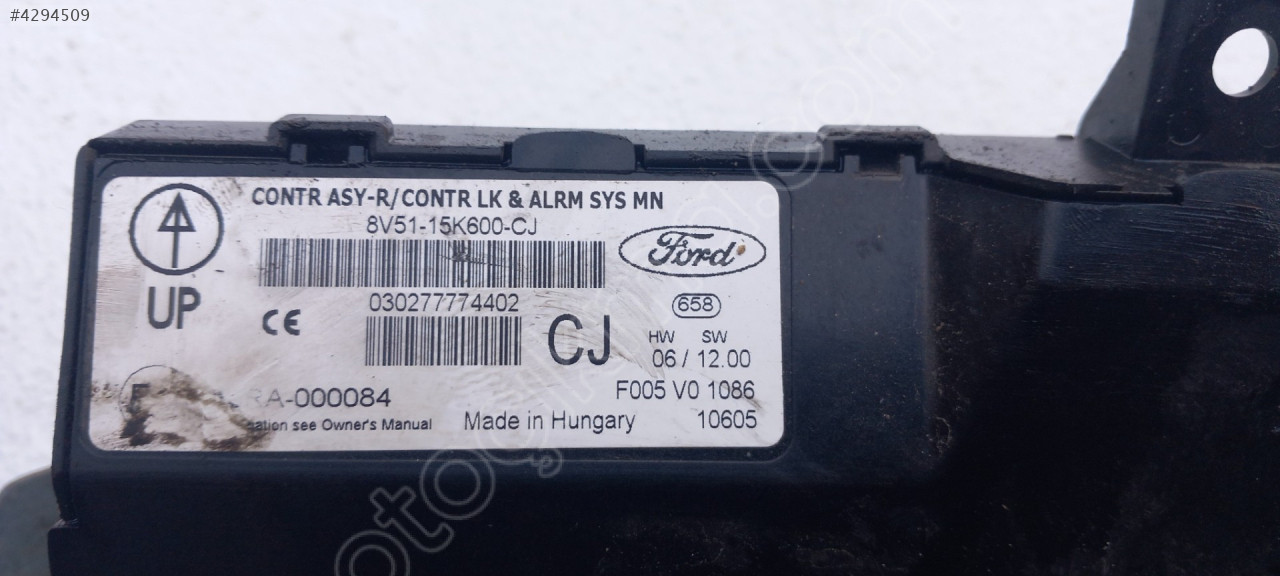 #4294509
CONTR ASY-R/CONTR LK & ALRM SYS MN
8V51-15K600-CJ
Ford
UP
030277774402
CE
CJ
658
HW SW
06 / 12.00
RA-000084
F005 V0 1086
see Owner's Manual
Made in Hungary
10605